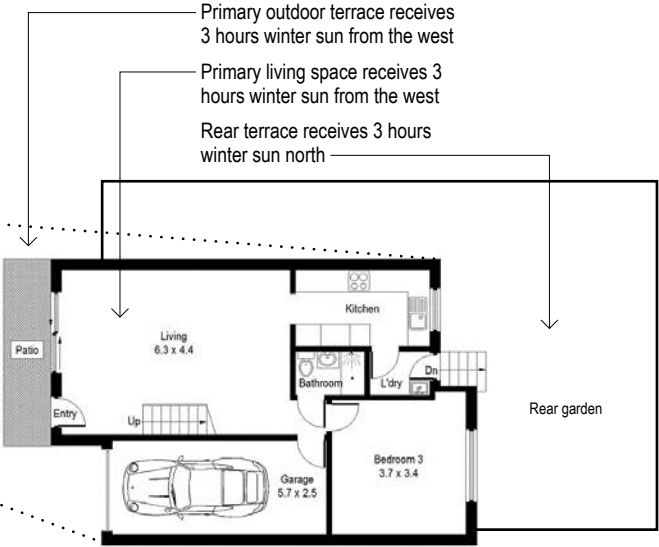 Primary outdoor terrace receives
3 hours winter sun from the west
Primary living space receives 3
hours winter sun from the west
Rear terrace receives 3 hours
winter sun north
Kitchen
Living
6.3 x 4.4
Patio
Bathroom
L'dry
Dn
Rear garden
Entry
Up
Bedroom 3
3.7 x 3.4
Garage
5.7 x 2.5